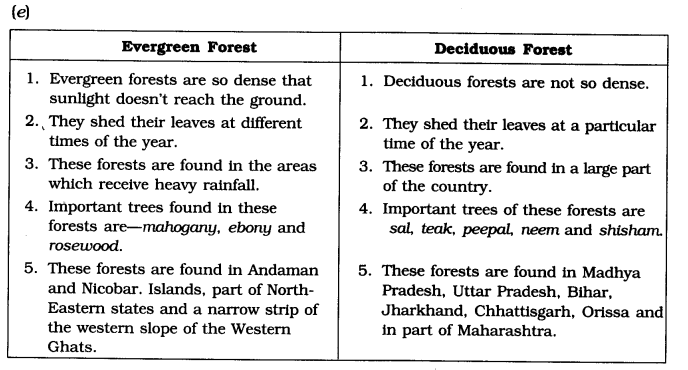 (e)
Evergreen Forest
1. Evergreen forests are so dense that
sunlight doesn't reach the ground.
2. They shed their leaves at different
times of the year.
3. These forests are found in the areas
which receive heavy rainfall.
4. Important trees found in these
forests are—mahogany, ebony and
rosewood.
5. These forests are found in Andaman
and Nicobar. Islands, part of North-
Eastern states and a narrow strip of
the western slope of the Western
Ghats.
Deciduous Forest
1. Deciduous forests are not so dense.
2. They shed their leaves at a particular
time of the year.
3. These forests are found in a large part
of the country.
4. Important trees of these forests are
sal, teak, peepal, neem and shisham.
5. These forests are found in Madhya
Pradesh, Uttar Pradesh, Bihar,
Jharkhand, Chhattisgarh, Orissa and
in part of Maharashtra.